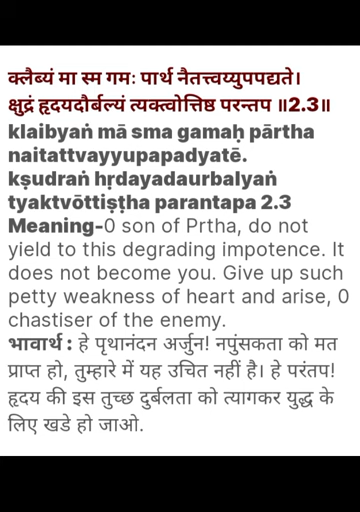 क्लैब्यं मा स्म गमः पार्थ नैतत्त्वय्युपपद्यते।
क्षुद्रं हृदयदौर्बल्यं त्यक्त्वोत्तिष्ठ परन्तप ॥2.3॥
klaibyaṅ mā sma gamaḥ pārtha
naitattvayyupapadyatē.
kṣudraṅ hṛdayadaurbalyaṅ
tyaktvōttiṣṭha parantapa 2.3
Meaning-0 son of Prtha, do not
yield to this degrading impotence. It
does not become you. Give up such
petty weakness of heart and arise, 0
chastiser of the enemy.
भावार्थ : हे पृथानंदन अर्जुन! नपुंसकता को मत
प्राप्त हो, तुम्हारे में यह उचित नहीं है। हे परंतप!
हृदय की इस तुच्छ दुर्बलता को त्यागकर युद्ध के
लिए खडे हो जाओ.